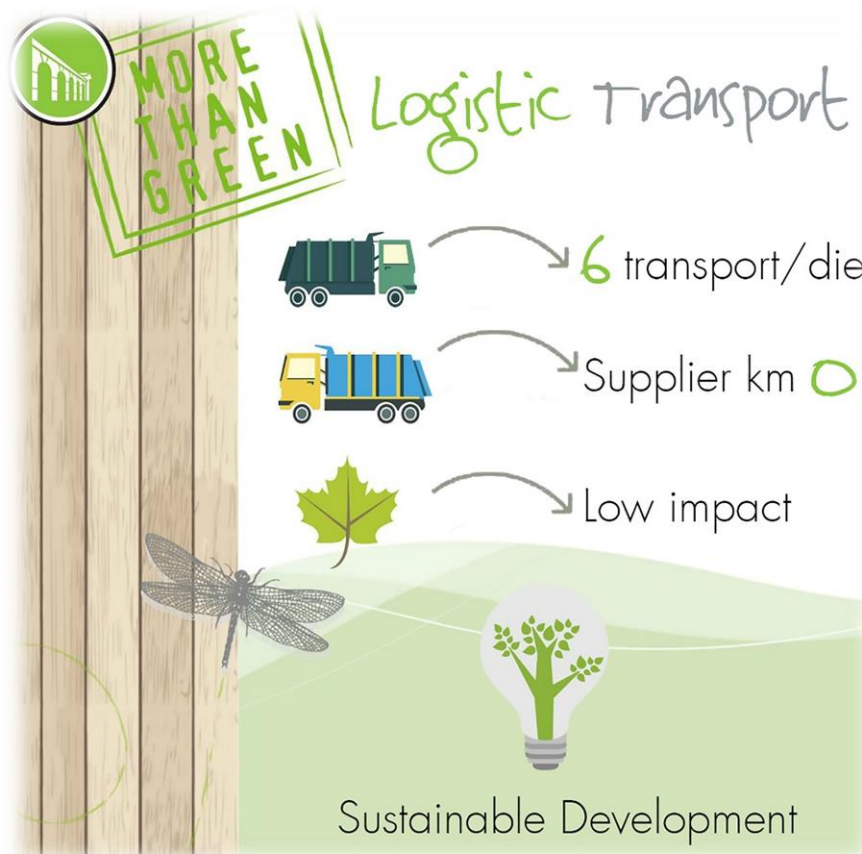 MORE
THAN
GREEN
Logistic Transport
6 transport/die
Supplier km 0
Low impact
Sustainable Development